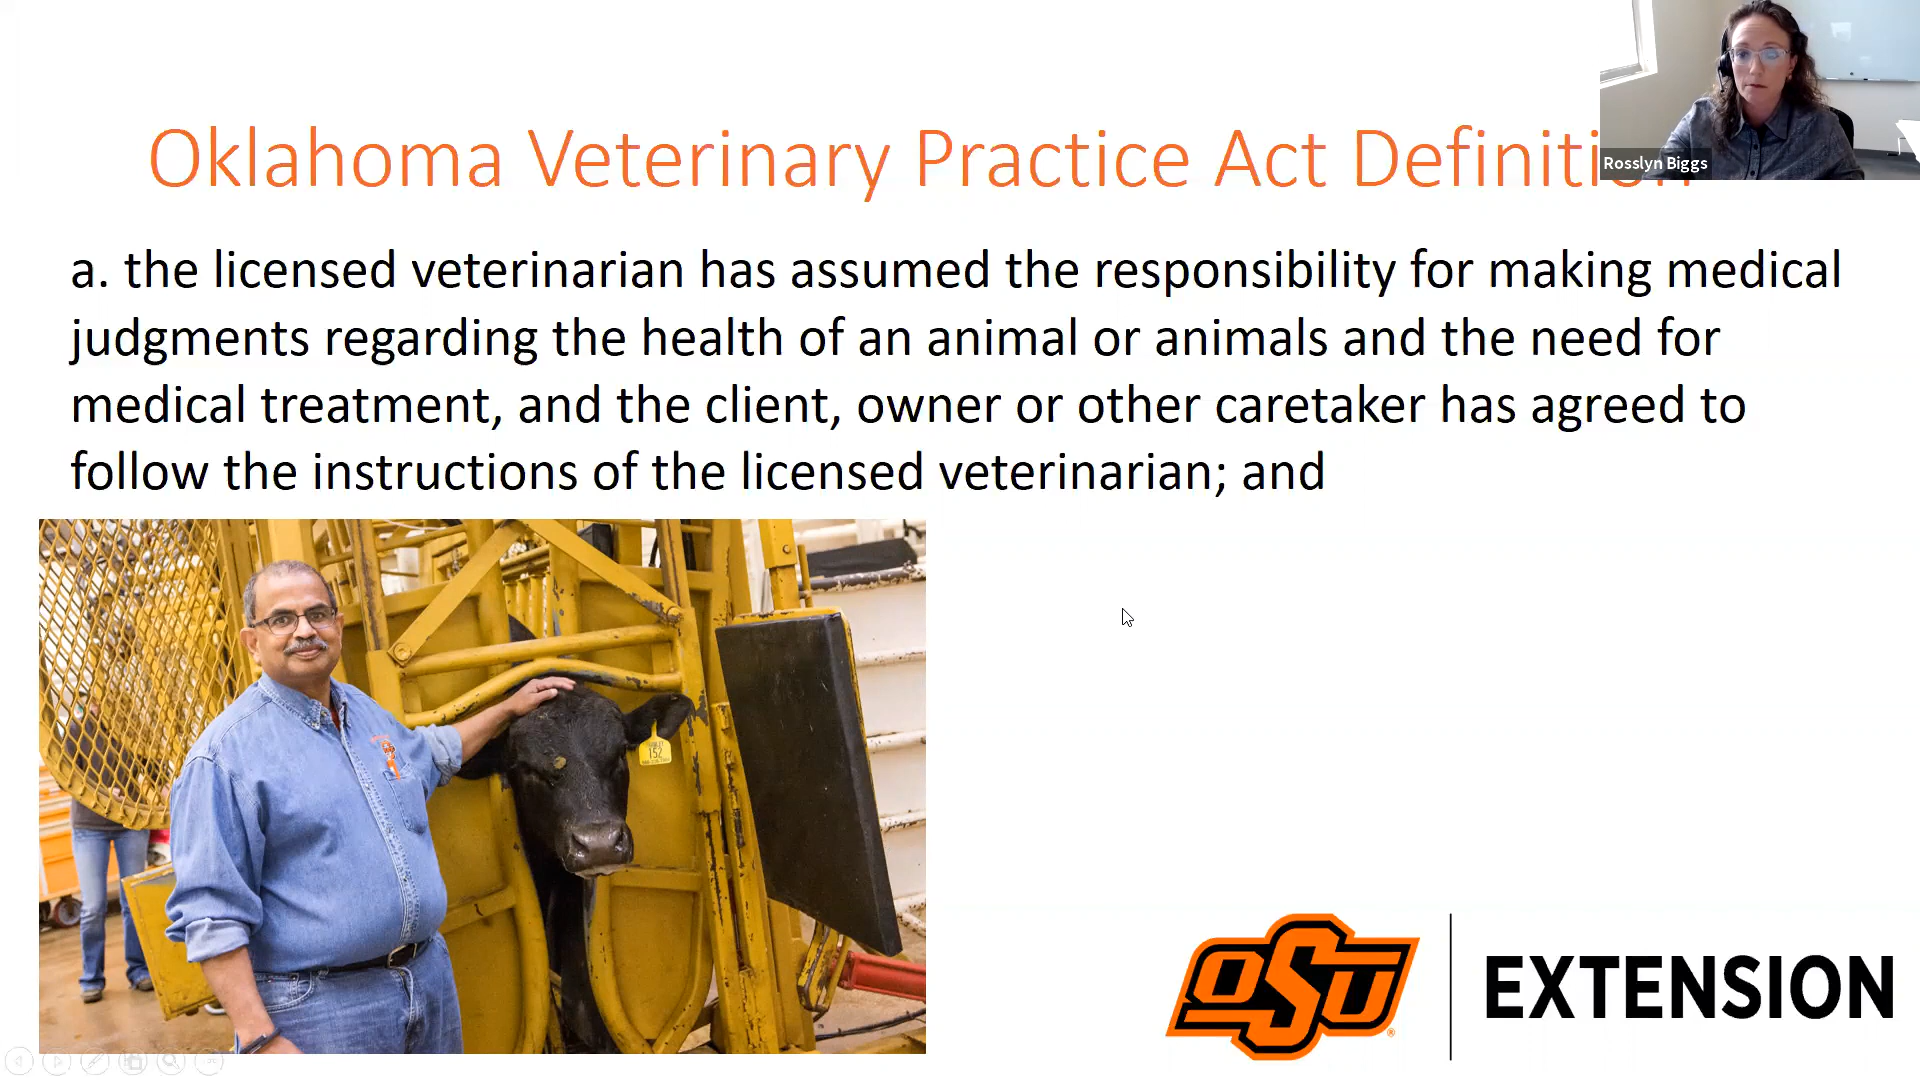 Oklahoma Veterinary Practice Act Definition
Rosslyn Biggs
a. the licensed veterinarian has assumed the responsibility for making medical
judgments regarding the health of an animal or animals and the need for
medical treatment, and the client, owner or other caretaker has agreed to
follow the instructions of the licensed veterinarian; and
152
OSU
EXTENSION